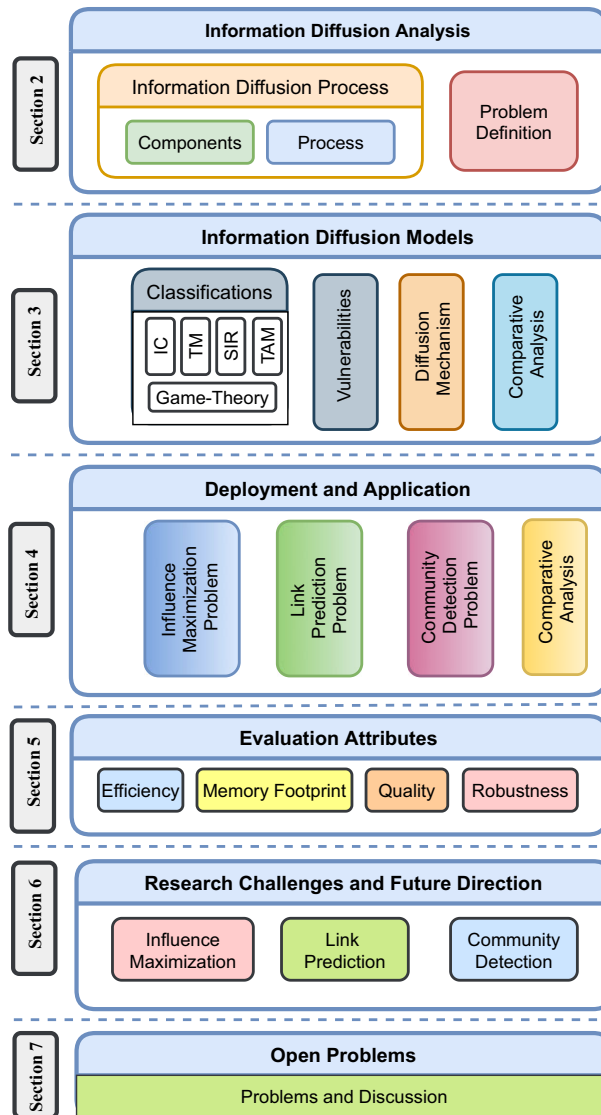 Section 2
Information Diffusion Analysis
Information Diffusion Process
Components
Process
Problem
Definition
Section 3
Information Diffusion Models
Classifications
IC
TM
SIR
TAM
Game-Theory
Vulnerabilities
Diffusion
Mechanism
Comparative
Analysis
Section 4
Deployment and Application
Influence
Maximization
Problem
Link
Prediction
Problem
Community
Detection
Problem
Comparative
Analysis
Section 5
Evaluation Attributes
Efficiency
Memory Footprint
Quality
Robustness
Section 6
Research Challenges and Future Direction
Influence
Maximization
Link
Prediction
Community
Detection
Section 7
Open Problems
Problems and Discussion